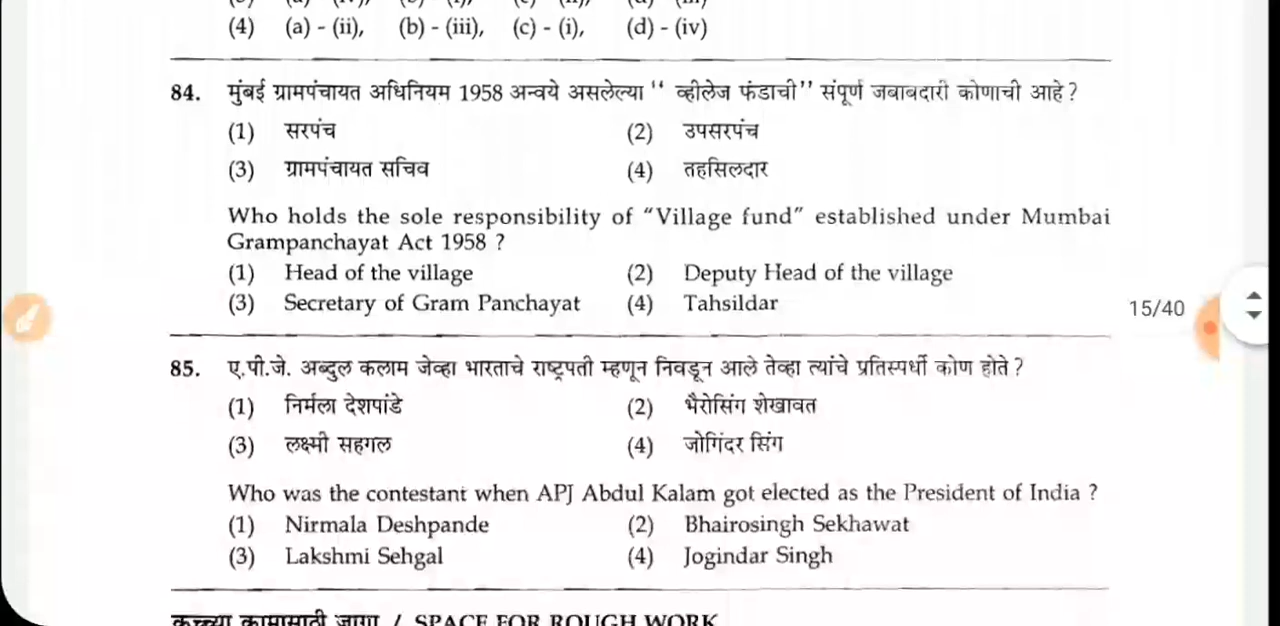 (4) (a) - (ii), (b) - (iii), (c) - (i), (d) - (iv)
84. मुंबई ग्रामपंचायत अधिनियम 1958 अन्वये असलेल्या “ व्हीलेज फंडाची” संपूर्ण जबाबदारी कोणाची आहे ?
(1) सरपंच (2) उपसरपंच
(3) ग्रामपंचायत सचिव (4) तहसिलदार
Who holds the sole responsibility of “Village fund” established under Mumbai
Grampanchayat Act 1958 ?
(1) Head of the village (2) Deputy Head of the village
(3) Secretary of Gram Panchayat (4) Tahsildar
15/40
85. ए.पी.जे. अब्दुल कलाम जेव्हा भारताचे राष्ट्रपती म्हणून निवडून आले तेव्हा त्यांचे प्रतिस्पर्धी कोण होते ?
(1) निर्मला देशपांडे (2) भैरोसिंग शेखावत
(3) लक्ष्मी सहगल (4) जोगिंदर सिंग
Who was the contestant when APJ Abdul Kalam got elected as the President of India ?
(1) Nirmala Deshpande (2) Bhairosingh Sekhawat
(3) Lakshmi Sehgal (4) Jogindar Singh
कच्च्या कामासाठी जागा / SPACE FOR ROUGH WORK